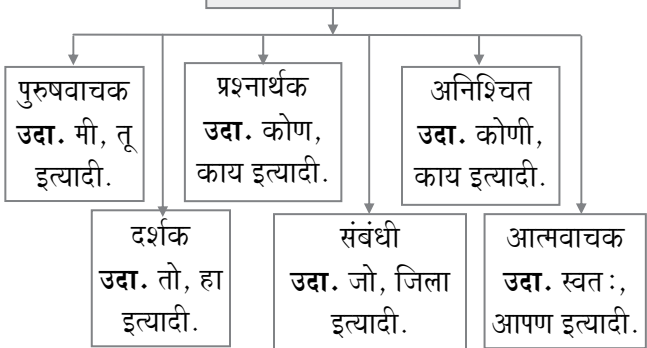 पुरुषवाचक
उदा. मी, तू
इत्यादी.
प्रश्नार्थक
उदा. कोण,
काय इत्यादी.
अनिश्चित
उदा. कोणी,
काय इत्यादी.
दर्शक
उदा. तो, हा
इत्यादी.
संबंधी
उदा. जो, जिला
इत्यादी.
आत्मवाचक
उदा. स्वतः,
आपण इत्यादी.